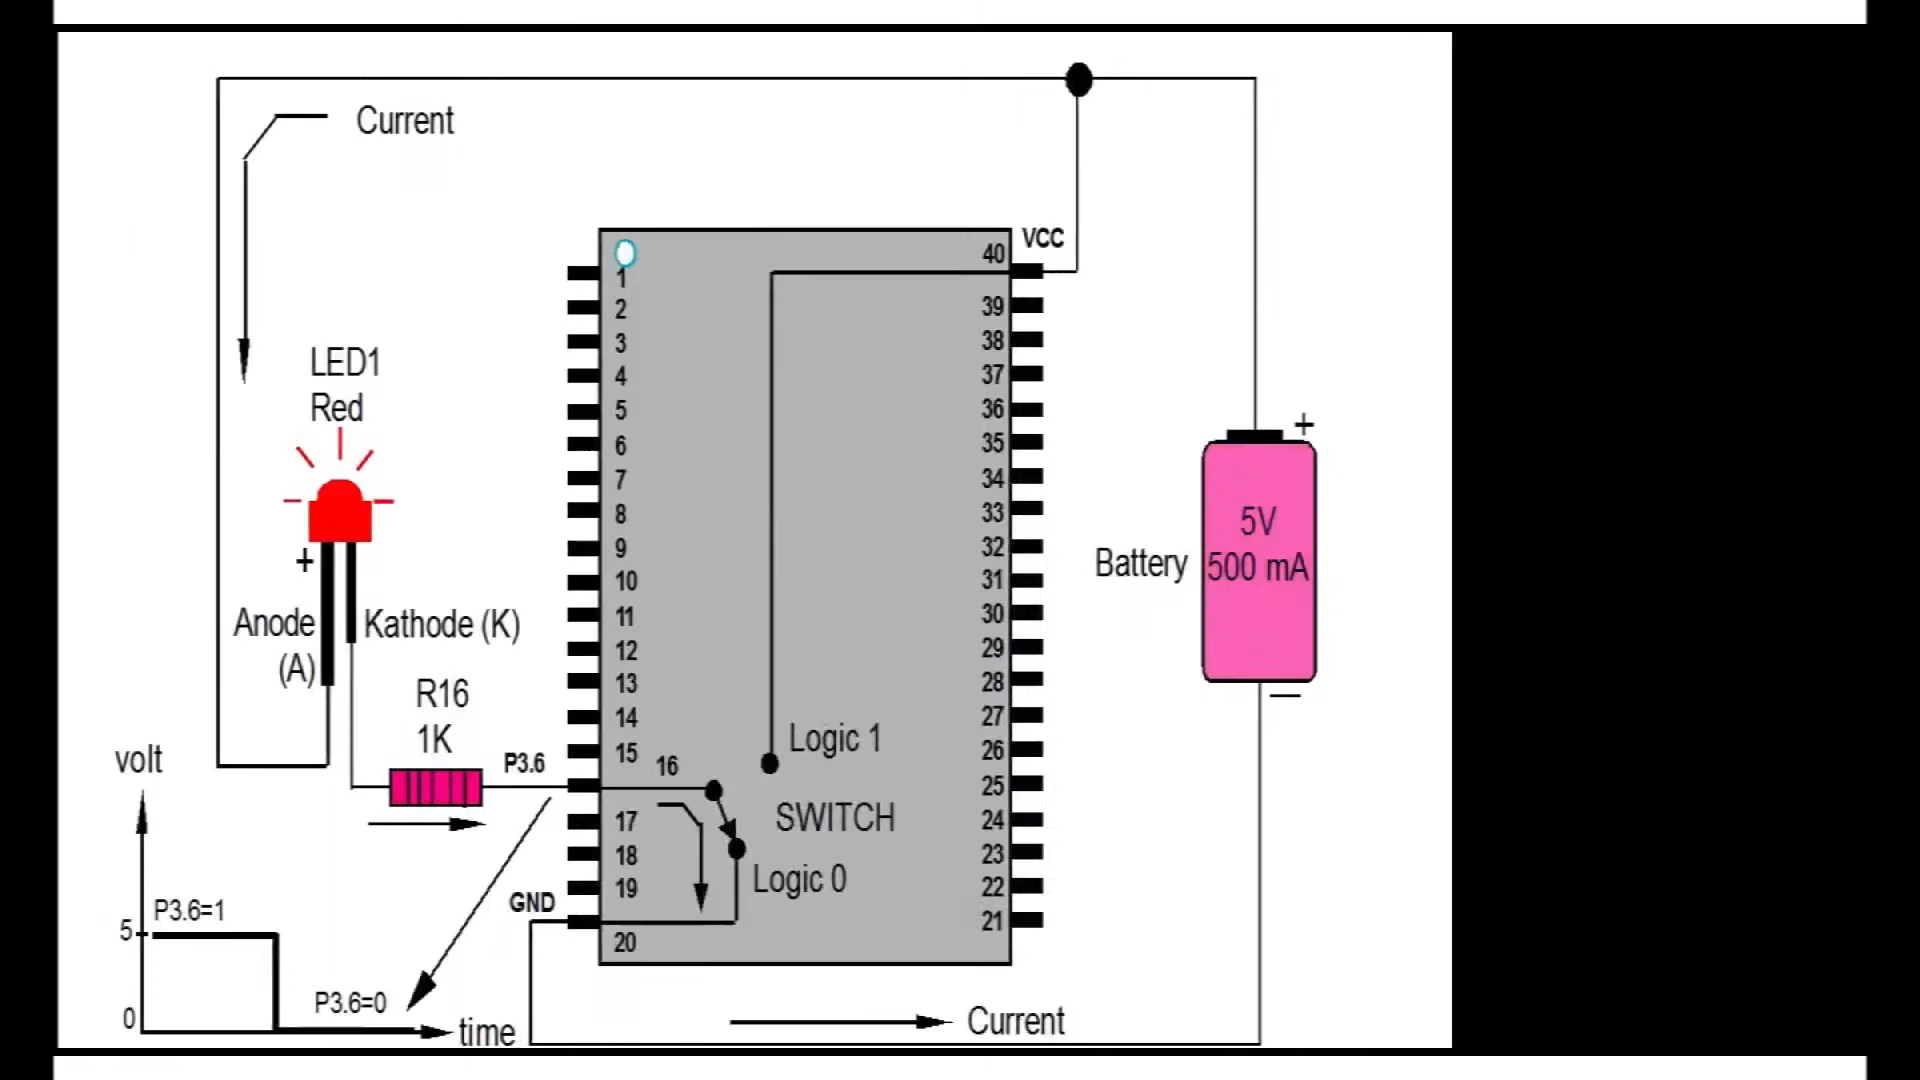 Current
VCC
40
1
2
3
4
5
6
7
8
9
10
11
12
13
14
15
16
17
18
19
20
39
38
37
36
35
34
33
32
31
30
29
28
27
26
25
24
23
22
21
LED1
Red
+
Anode
(A)
Kathode (K)
R16
1K
P3.6
GND
Logic 1
SWITCH
Logic 0
Battery
+
5V
500 mA
—
volt
5
P3.6=1
0
P3.6=0
time
Current